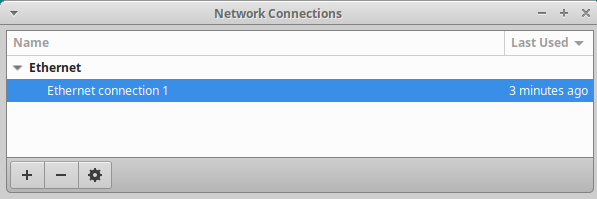 Network Connections
Name Last Used
Ethernet
Ethernet connection 1 3 minutes ago